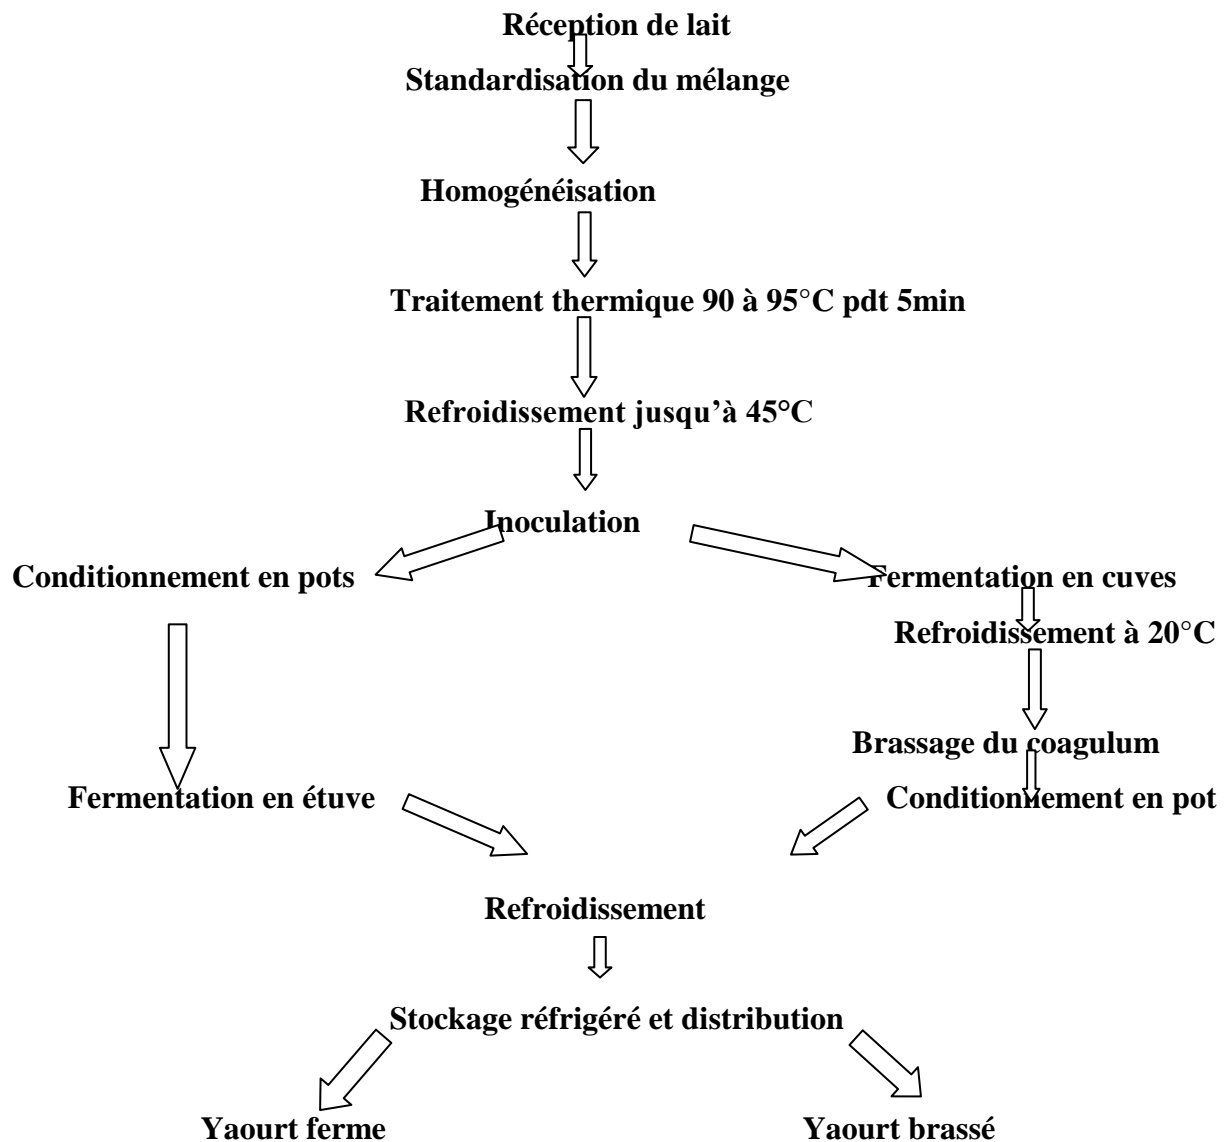 Réception de lait
Standardisation du mélange
Homogénéisation
Traitement thermique 90 à 95°C pdt 5min
Refroidissement jusqu’à 45°C
Inoculation
Conditionnement en pots
Fermentation en cuves
Refroidissement à 20°C
Brassage du coagulum
Fermentation en étuve
Conditionnement en pot
Refroidissement
Stockage réfrigéré et distribution
Yaourt ferme
Yaourt brassé